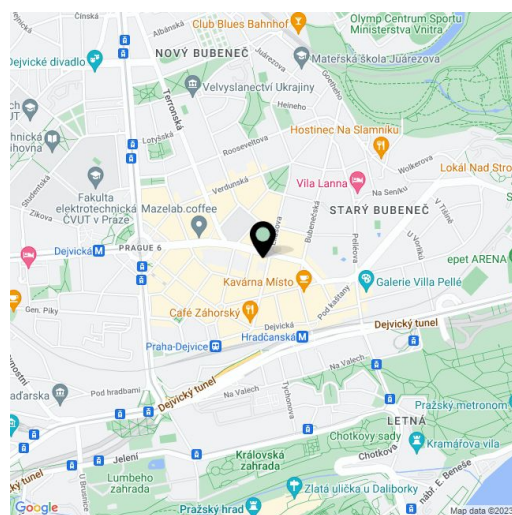 Čínská
Albánská
Club Blues Bahnhof
Olymp Centrum Sportu
Ministerstva Vnitra
Dejvické divadlo
NOVÝ BUBENEČ
Juárezova
Mateřská škola Juárezova
Goetheho
Velvyslanectví Ukrajiny
Terronská
Heineho
ČVUT
Hostinec Na Slamníku
Lotyšská
Rooseveltova
Wolkerova
Lokál Nad Stro
Studentská
Verdunská
Vila Lanna
Na Seníku
Fakulta
elektrotechnická
ČVUT v Praze
Zikova
Mazelab.coffee
STARÝ BUBENEČ
V Tišině
Bubenečská
Pelléova
U Vorlíků
Dejvická
PRAGUE 6
epet ARENA
Kavárna Místo
Galerie Villa Pellé
Gen. Píky
Café Záhorský
Pod kaštany
Dejvická
Dejvický tunel
Praha-Dejvice
Hradčanská
Na Valech
Pod hradbami
Dejvický tunel
Na Valech
Tychonova
Pražský metronom
LETNÁ
Chotkovy sady
Jelení
Královská
zahrada
Chotkova
Kramářova vila
Lumbeho
zahrada
U Brusnice
Zlatá ulička u Daliborky
nábř. E. Beneše
Pražský hrad
Google
Map data ©2023